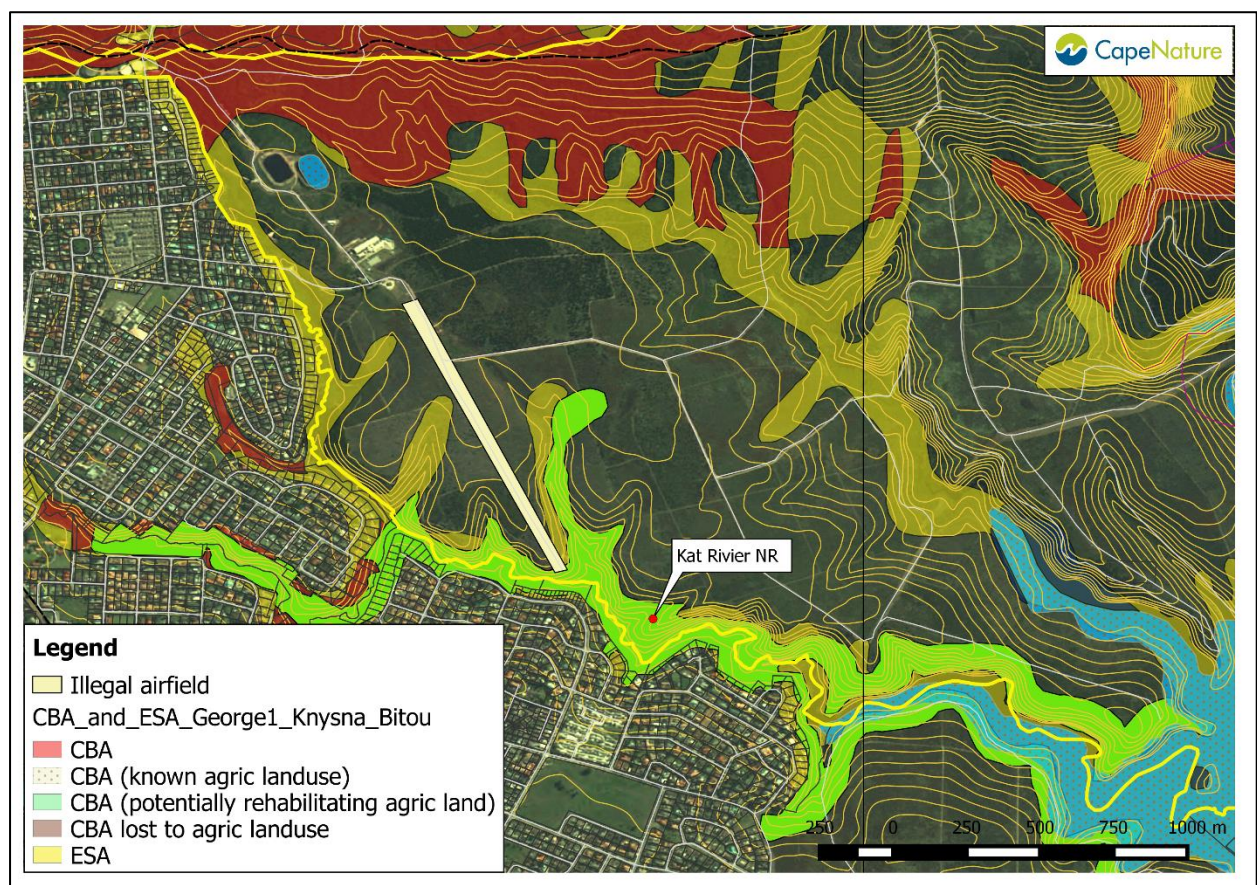 CapeNature
Kat Rivier NR
Legend
Illegal airfield
CBA_and_ESA_George1_Knysna_Bitou
CBA
CBA (known agric landuse)
CBA (potentially rehabilitating agric land)
CBA lost to agric landuse
ESA
250 0 250 500 750 1000 m